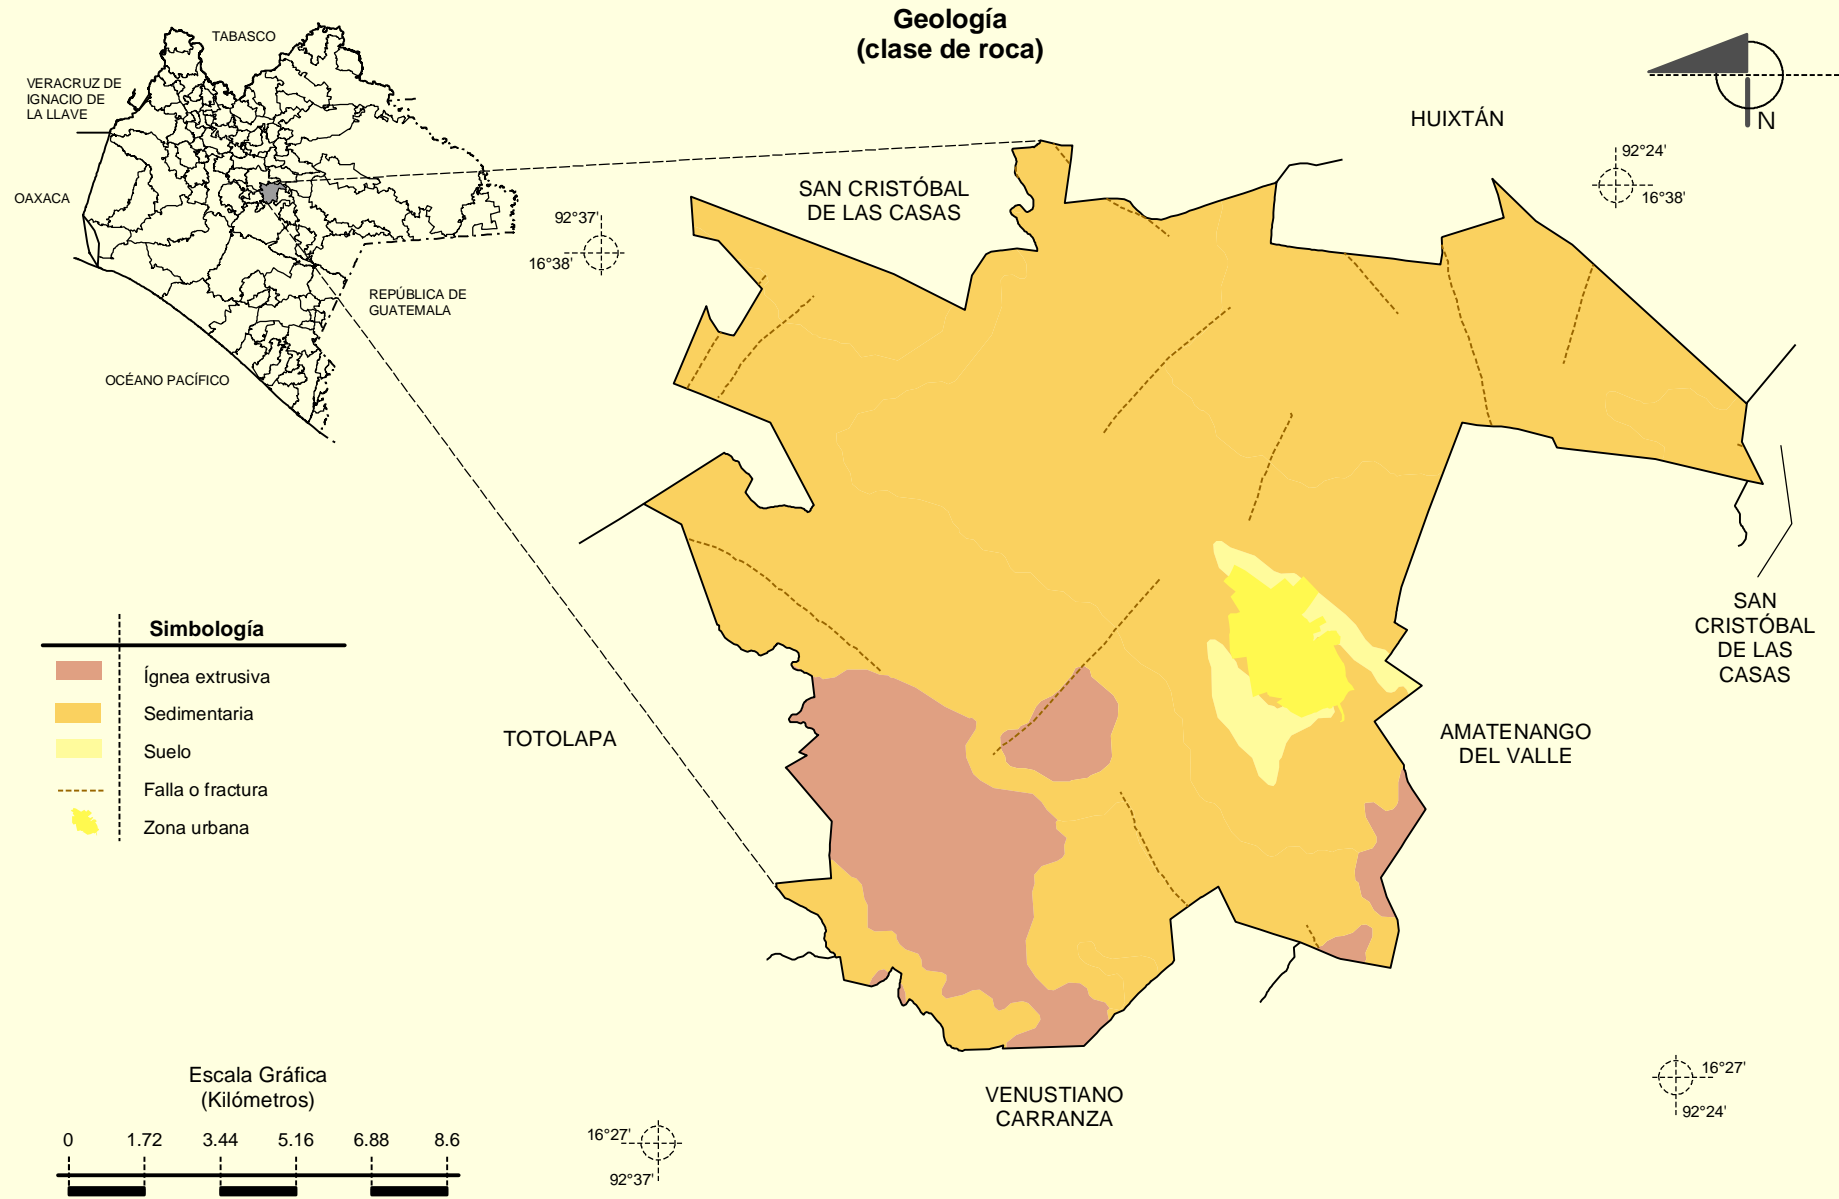 Geología
(clase de roca)
TABASCO
VERACRUZ DE
IGNACIO DE
LA LLAVE
OAXACA
REPÚBLICA DE
GUATEMALA
OCÉANO PACÍFICO
N
HUIXTÁN
92°24'
16°38'
SAN CRISTÓBAL
DE LAS CASAS
92°37'
16°38'
SAN
CRISTÓBAL
DE LAS
CASAS
Simbología
Ígnea extrusiva
Sedimentaria
Suelo
Falla o fractura
Zona urbana
TOTOLAPA
AMATENANGO
DEL VALLE
VENUSTIANO
CARRANZA
16°27'
92°24'
16°27'
92°37'
Escala Gráfica
(Kilómetros)
0 1.72 3.44 5.16 6.88 8.6